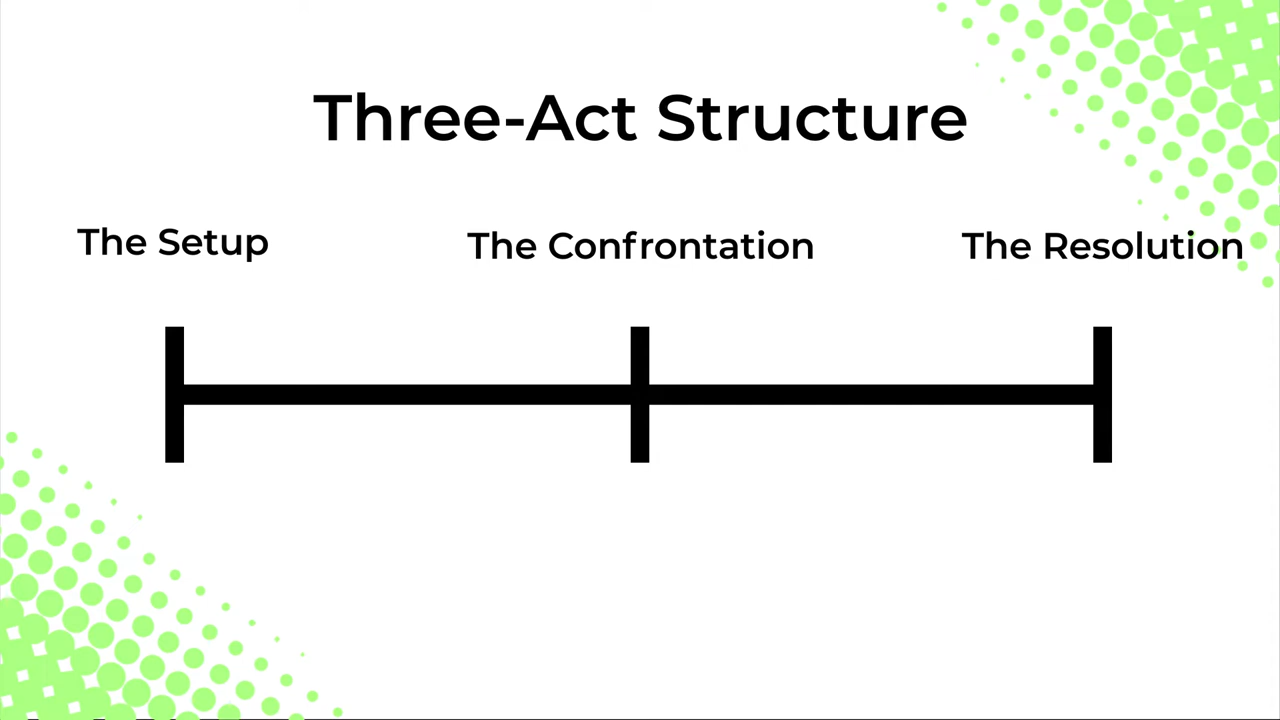 Three-Act Structure
The Setup
The Confrontation
The Resolution